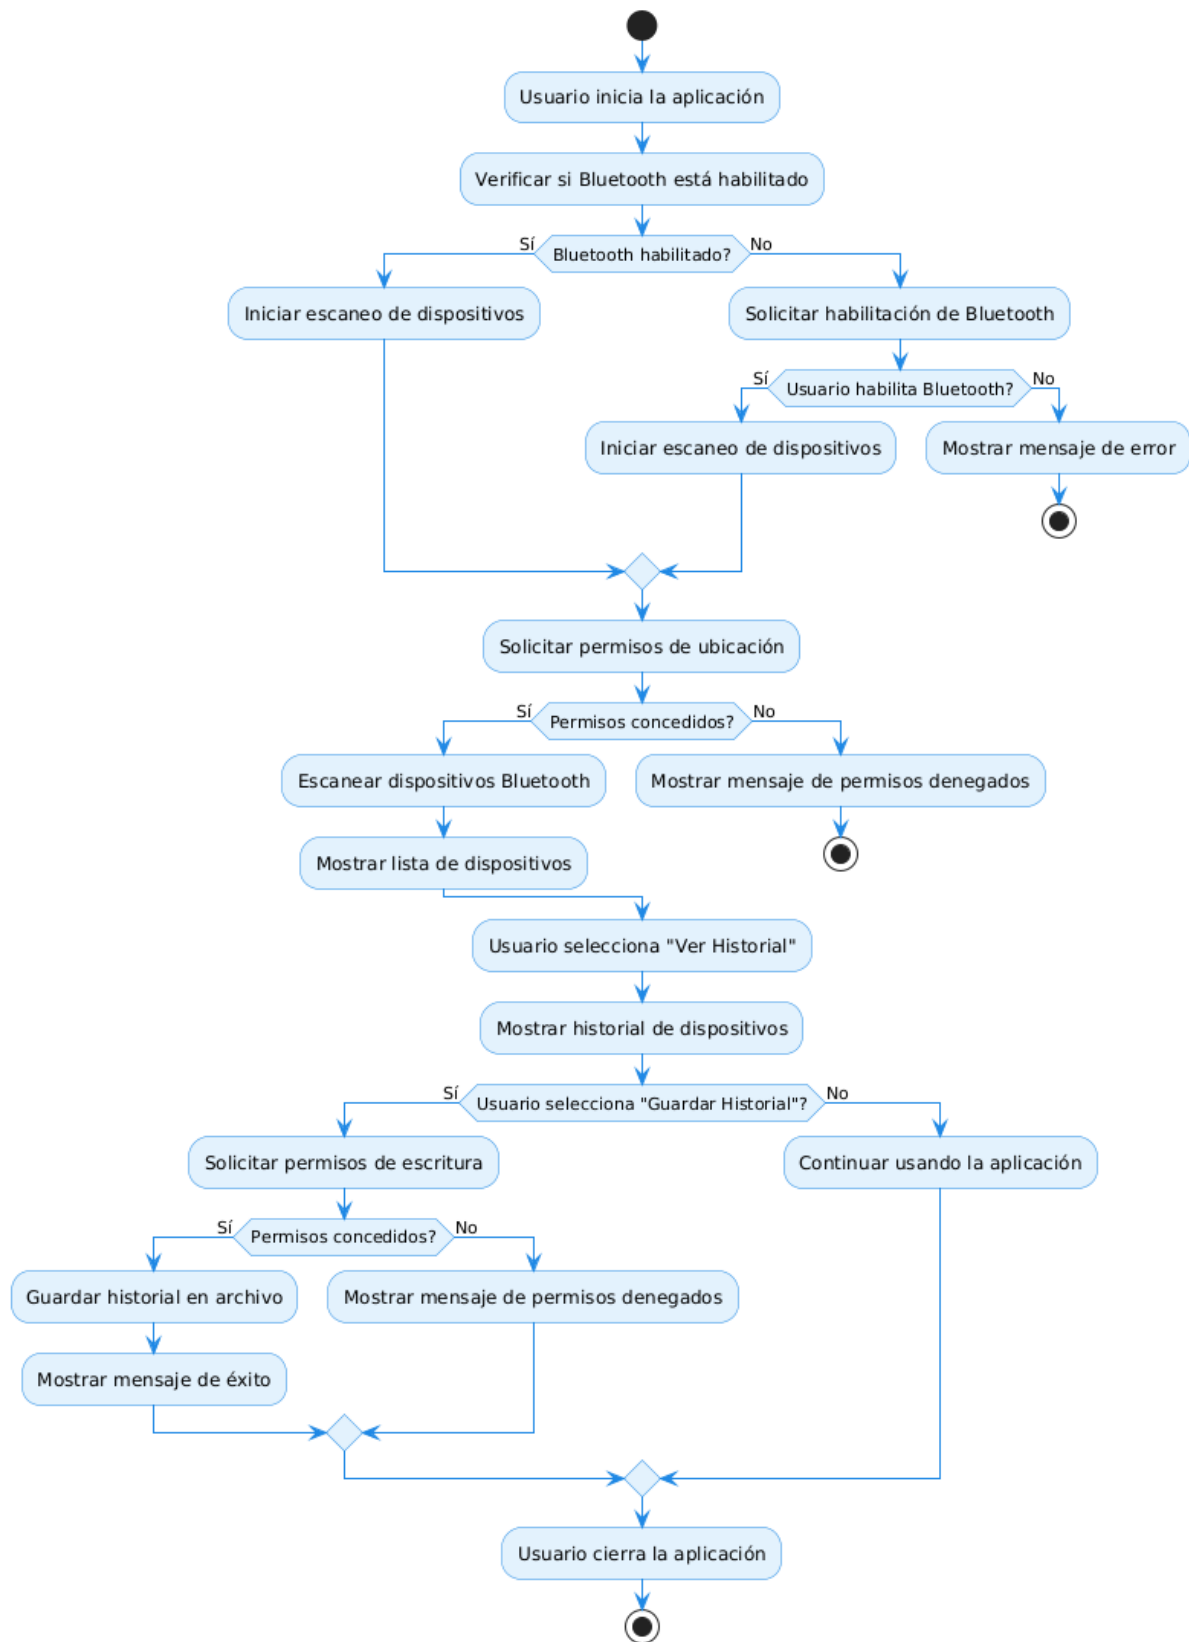 Usuario inicia la aplicación
Verificar si Bluetooth está habilitado
Sí
Bluetooth habilitado?
No
Iniciar escaneo de dispositivos
Solicitar habilitación de Bluetooth
Sí
Usuario habilita Bluetooth?
No
Iniciar escaneo de dispositivos
Mostrar mensaje de error
Solicitar permisos de ubicación
Sí
Permisos concedidos?
No
Escanear dispositivos Bluetooth
Mostrar mensaje de permisos denegados
Mostrar lista de dispositivos
Usuario selecciona "Ver Historial"
Mostrar historial de dispositivos
Sí
Usuario selecciona "Guardar Historial"?
No
Solicitar permisos de escritura
Continuar usando la aplicación
Sí
Permisos concedidos?
No
Guardar historial en archivo
Mostrar mensaje de permisos denegados
Mostrar mensaje de éxito
Usuario cierra la aplicación